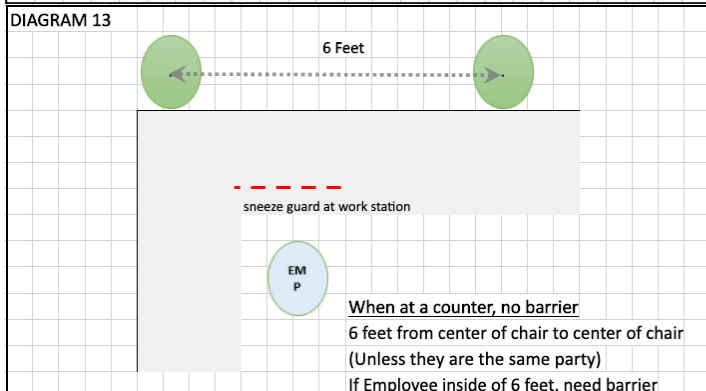 DIAGRAM 13
6 Feet
sneeze guard at work station
EM
P
When at a counter, no barrier
6 feet from center of chair to center of chair
(Unless they are the same party)
If Employee inside of 6 feet, need barrier